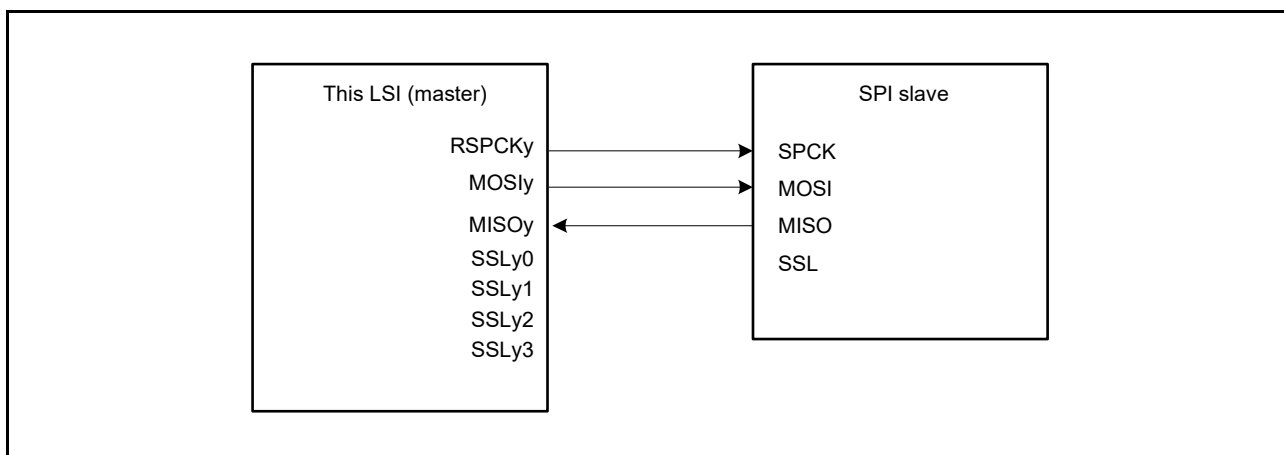 This LSI (master)
RSPCKy
MOSIy
MISOy
SSLy0
SSLy1
SSLy2
SSLy3
SPI slave
SPCK
MOSI
MISO
SSL